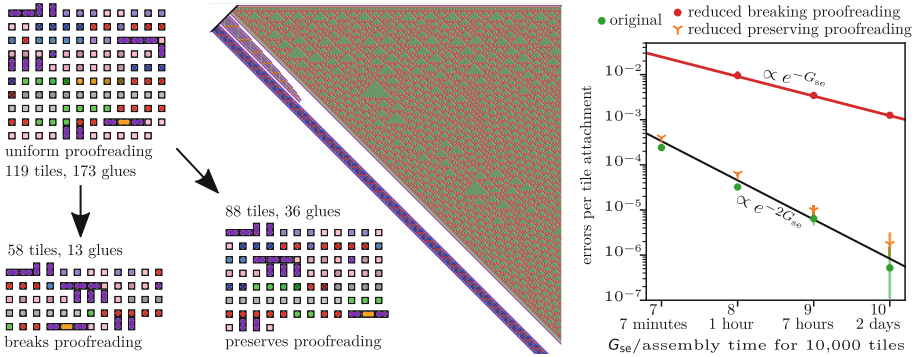 uniform proofreading
119 tiles, 173 glues
58 tiles, 13 glues
breaks proofreading
88 tiles, 36 glues
preserves proofreading
original
reduced breaking proofreading
reduced preserving proofreading
errors per tile attachment
10⁻²
10⁻³
10⁻⁴
10⁻⁵
10⁻⁶
10⁻⁷
∝ e^{−G_se}
∝ e^{−2G_se}
7 8 9 10
7 minutes 1 hour 7 hours 2 days
G_se/assembly time for 10,000 tiles